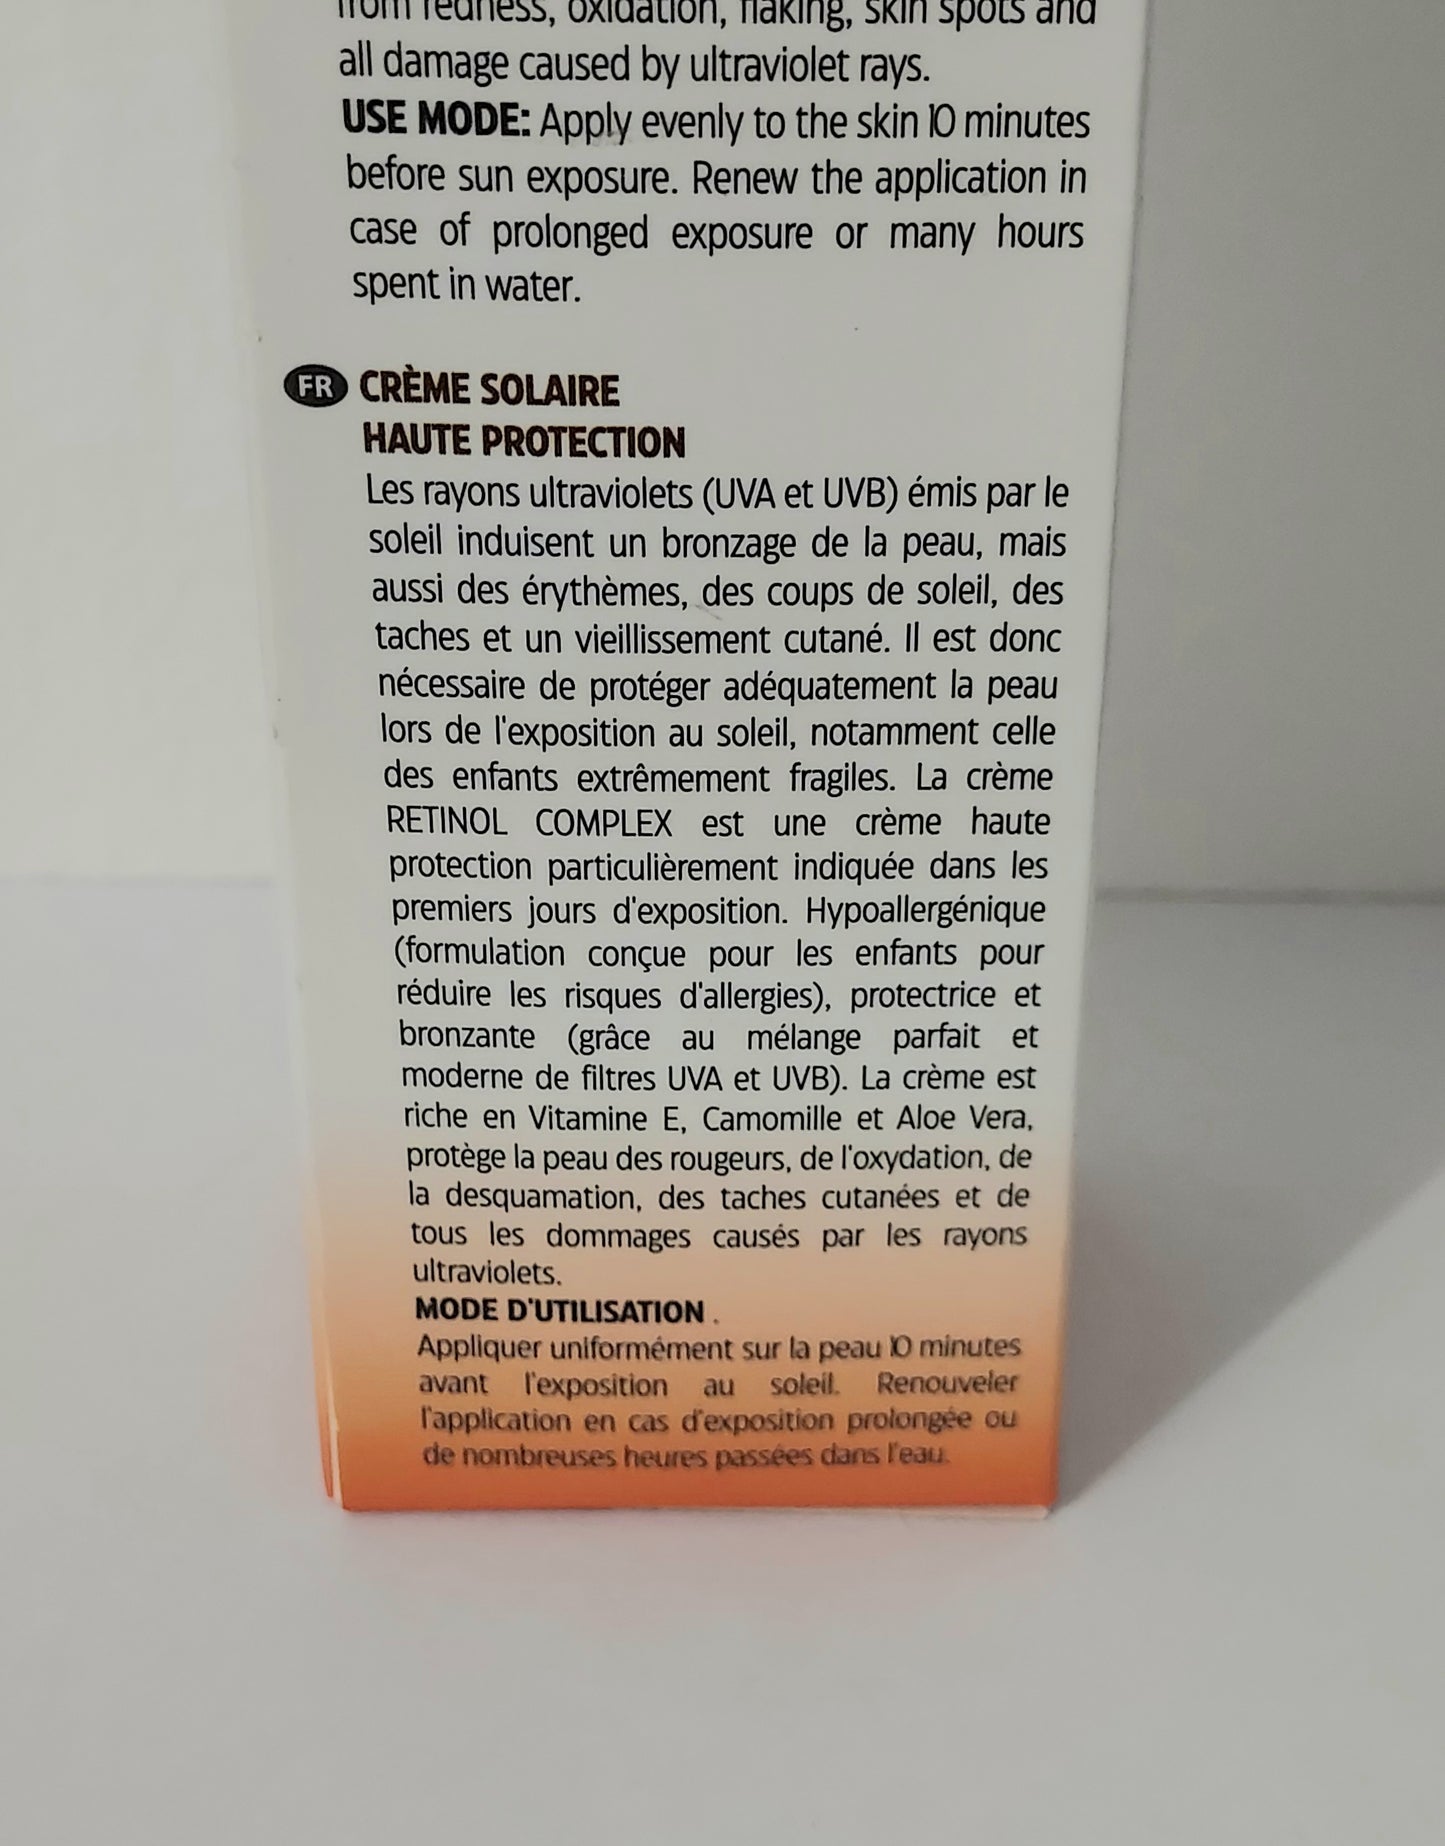 from redness, oxidation, flaking, skin spots and
all damage caused by ultraviolet rays.
USE MODE: Apply evenly to the skin 10 minutes
before sun exposure. Renew the application in
case of prolonged exposure or many hours
spent in water.
FR CRÈME SOLAIRE
HAUTE PROTECTION
Les rayons ultraviolets (UVA et UVB) émis par le
soleil induisent un bronzage de la peau, mais
aussi des érythèmes, des coups de soleil, des
taches et un vieillissement cutané. Il est donc
nécessaire de protéger adéquatement la peau
lors de l'exposition au soleil, notamment celle
des enfants extrêmement fragiles. La crème
RETINOL COMPLEX est une crème haute
protection particulièrement indiquée dans les
premiers jours d'exposition. Hypoallergénique
(formulation conçue pour les enfants pour
réduire les risques d'allergies), protectrice et
bronzante (grâce au mélange parfait et
moderne de filtres UVA et UVB). La crème est
riche en Vitamine E, Camomille et Aloe Vera,
protège la peau des rougeurs, de l'oxydation, de
la desquamation, des taches cutanées et de
tous les dommages causés par les rayons
ultraviolets.
MODE D'UTILISATION .
Appliquer uniformément sur la peau 10 minutes
avant l'exposition au soleil. Renouveler
l'application en cas d'exposition prolongée ou
de nombreuses heures passées dans l'eau.